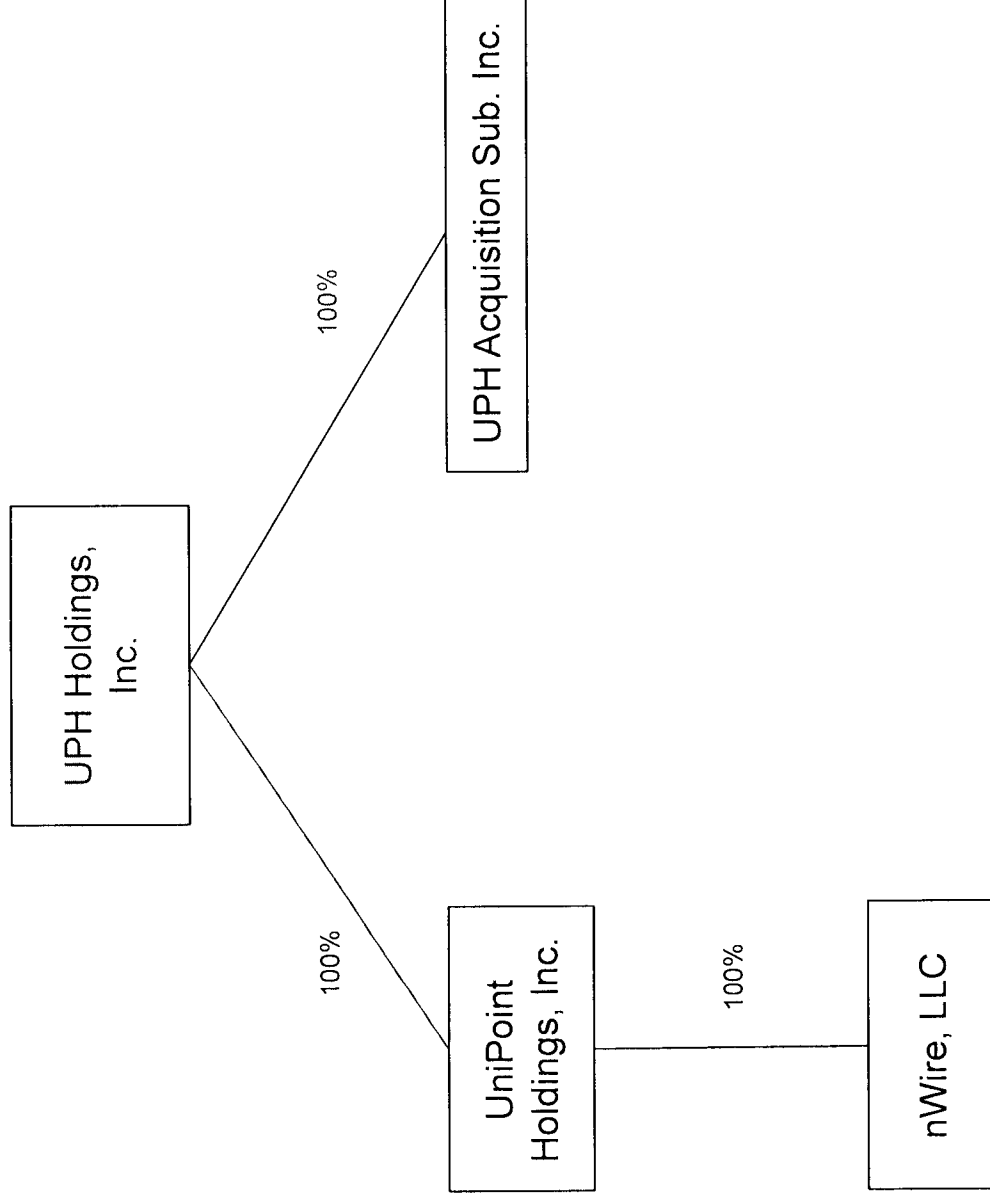 UPH Holdings,
Inc.
100%
100%
UniPoint
Holdings, Inc.
UPH Acquisition Sub. Inc.
100%
nWire, LLC